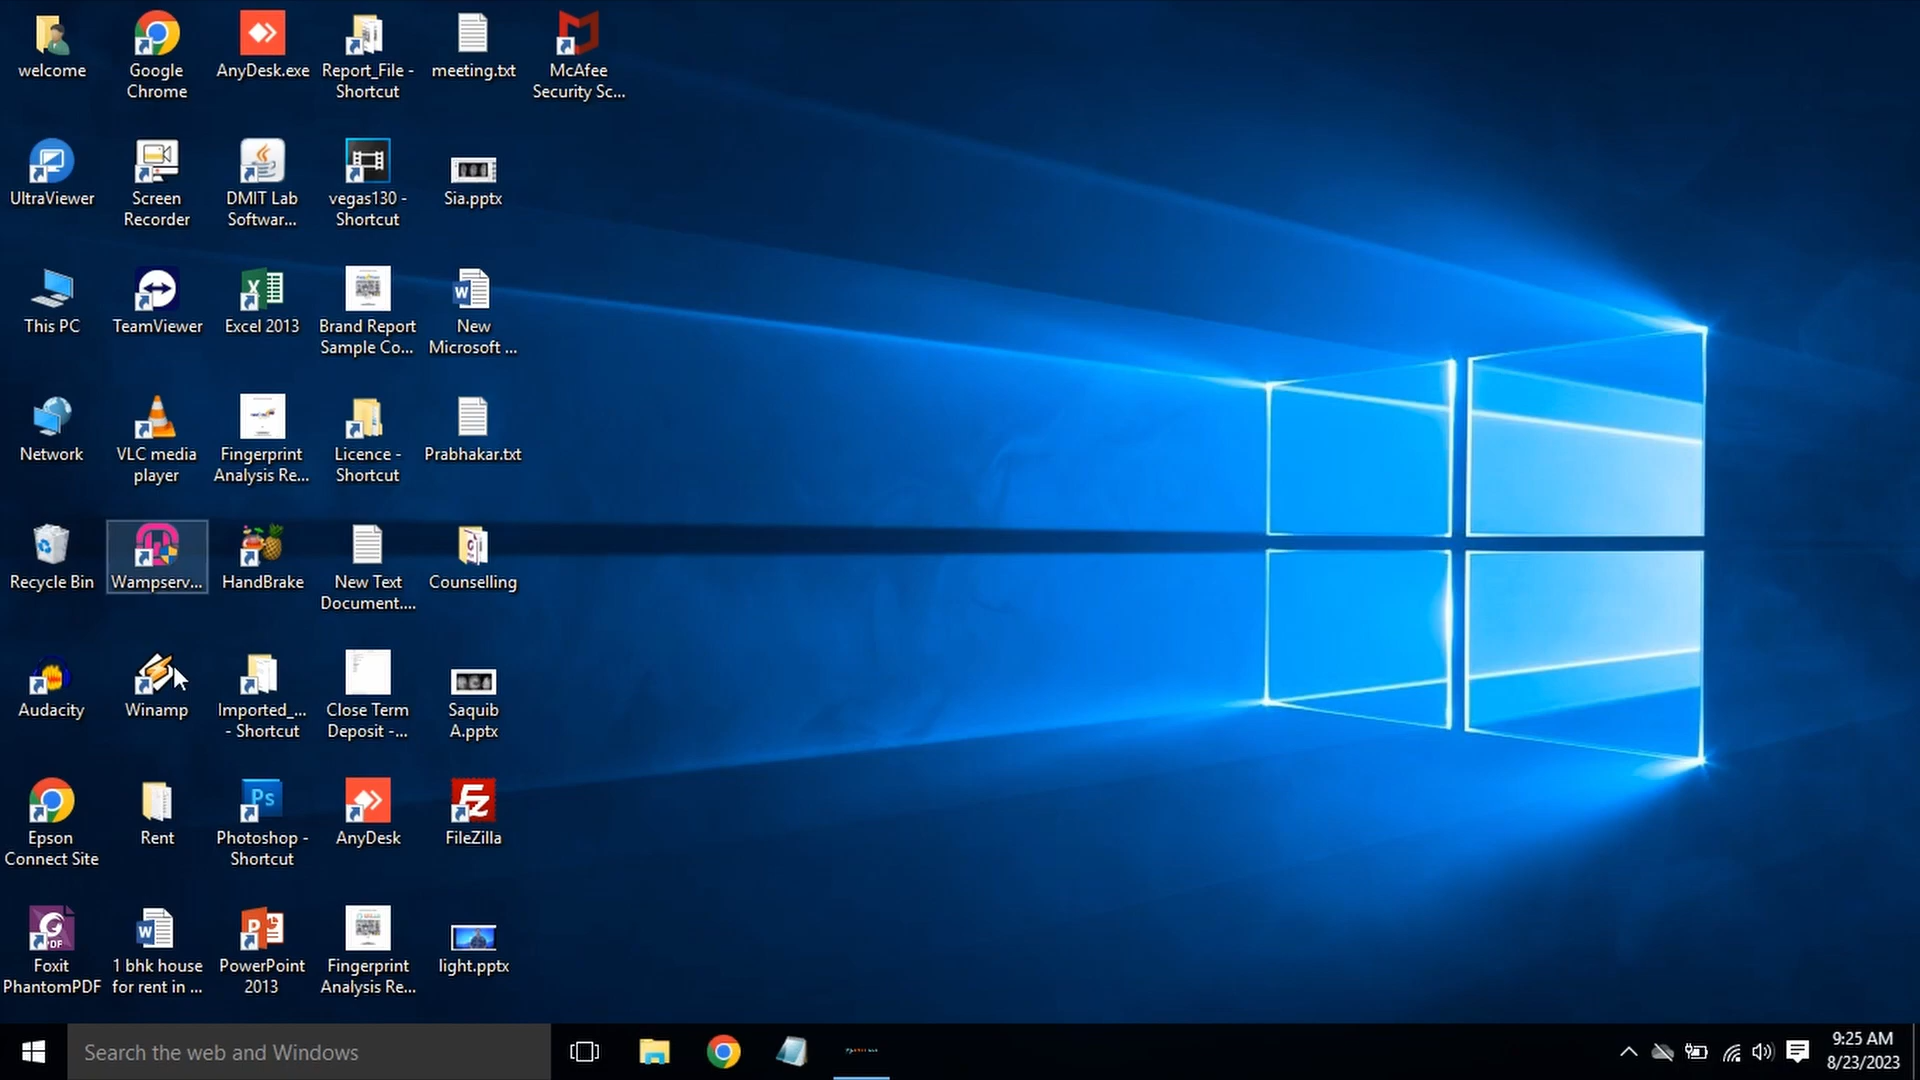 welcome
Google
Chrome
AnyDesk.exe
Report_File -
Shortcut
meeting.txt
McAfee
Security Sc...
UltraViewer
Screen
Recorder
DMIT Lab
Softwar...
vegas130 -
Shortcut
Sia.pptx
This PC
TeamViewer
Excel 2013
Brand Report
Sample Co...
New
Microsoft ...
Network
VLC media
player
Fingerprint
Analysis Re...
Licence -
Shortcut
Prabhakar.txt
Recycle Bin
Wampserv...
HandBrake
New Text
Document....
Counselling
Audacity
Winamp
Imported_...
- Shortcut
Close Term
Deposit -...
Saquib
A.pptx
Epson
Connect Site
Rent
Ps
Photoshop -
Shortcut
AnyDesk
FileZilla
PDF
Foxit
PhantomPDF
1 bhk house
for rent in ...
PowerPoint
2013
Fingerprint
Analysis Re...
light.pptx
Search the web and Windows
9:25 AM
8/23/2023